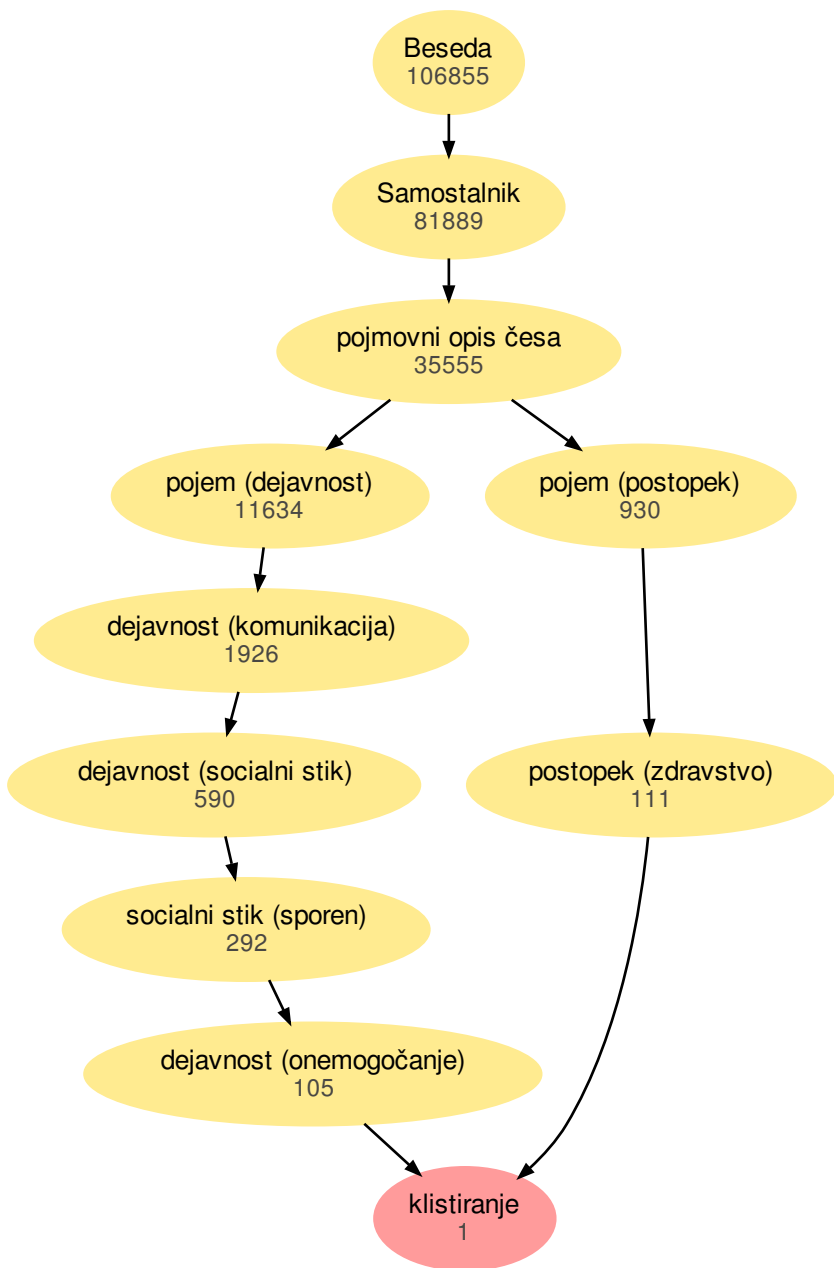 Beseda
106855
Samostalnik
81889
pojmovni opis česa
35555
pojem (dejavnost)
11634
pojem (postopek)
930
dejavnost (komunikacija)
1926
dejavnost (socialni stik)
590
postopek (zdravstvo)
111
socialni stik (sporen)
292
dejavnost (onemogočanje)
105
klistiranje
1